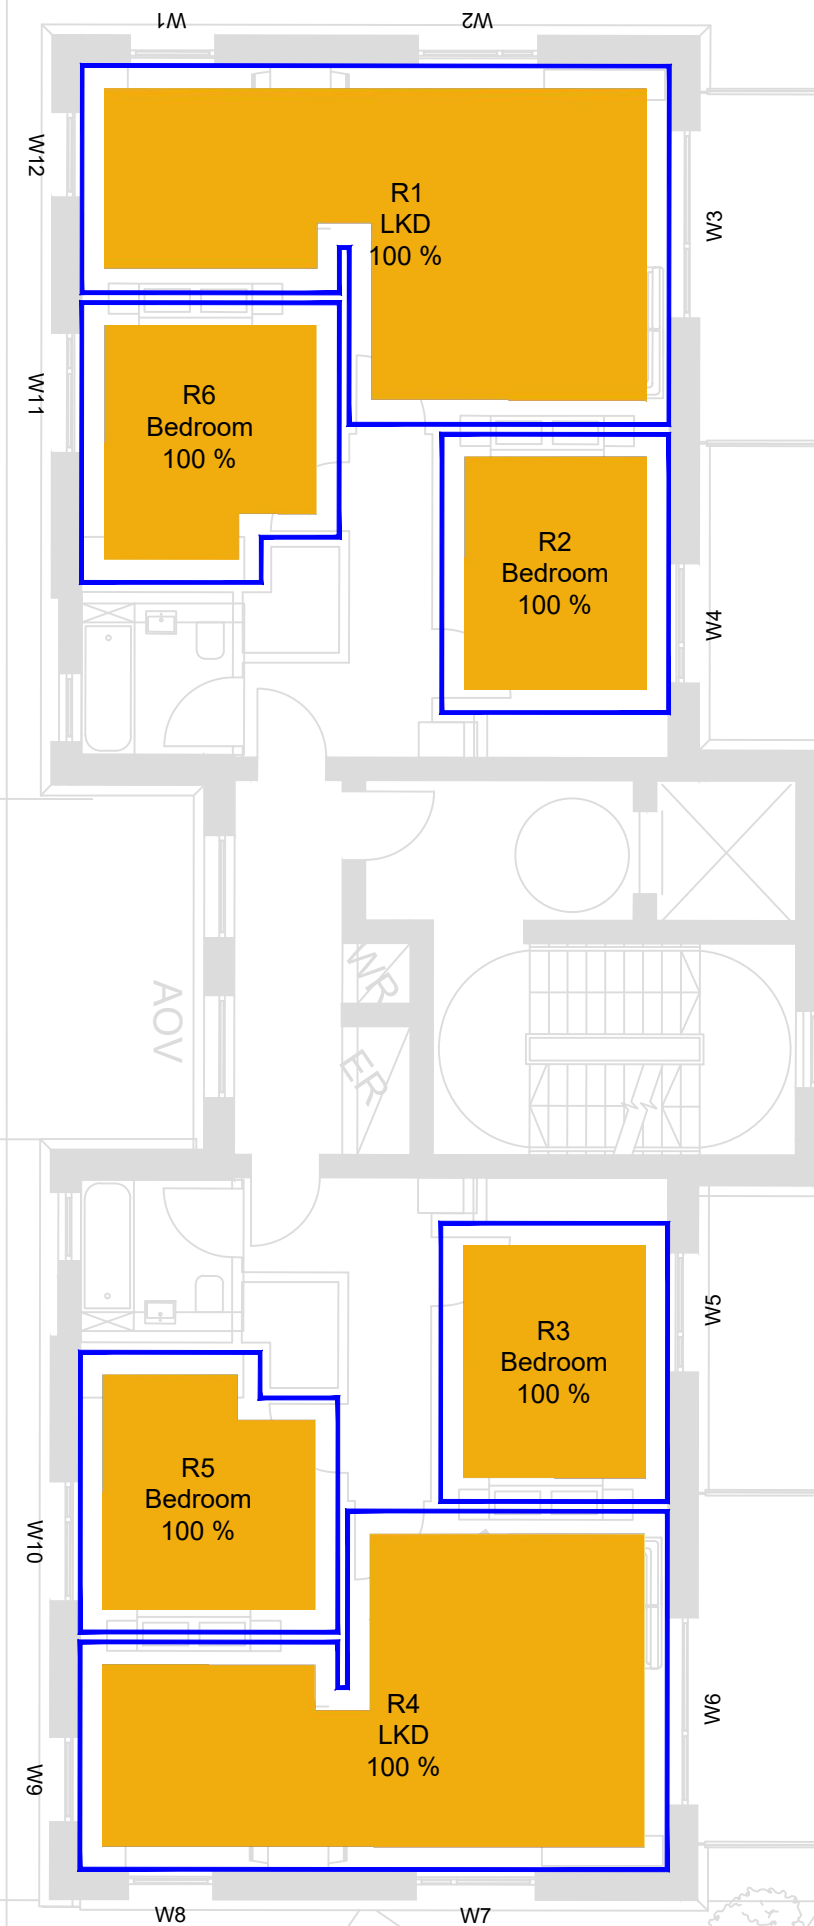 W1
W2
W12
R1
LKD
100 %
W3
R6
Bedroom
100 %
W11
R2
Bedroom
100 %
W4
WR
AOV
ER
R3
Bedroom
100 %
W5
R5
Bedroom
100 %
W10
R4
LKD
100 %
W6
W9
W8
W7